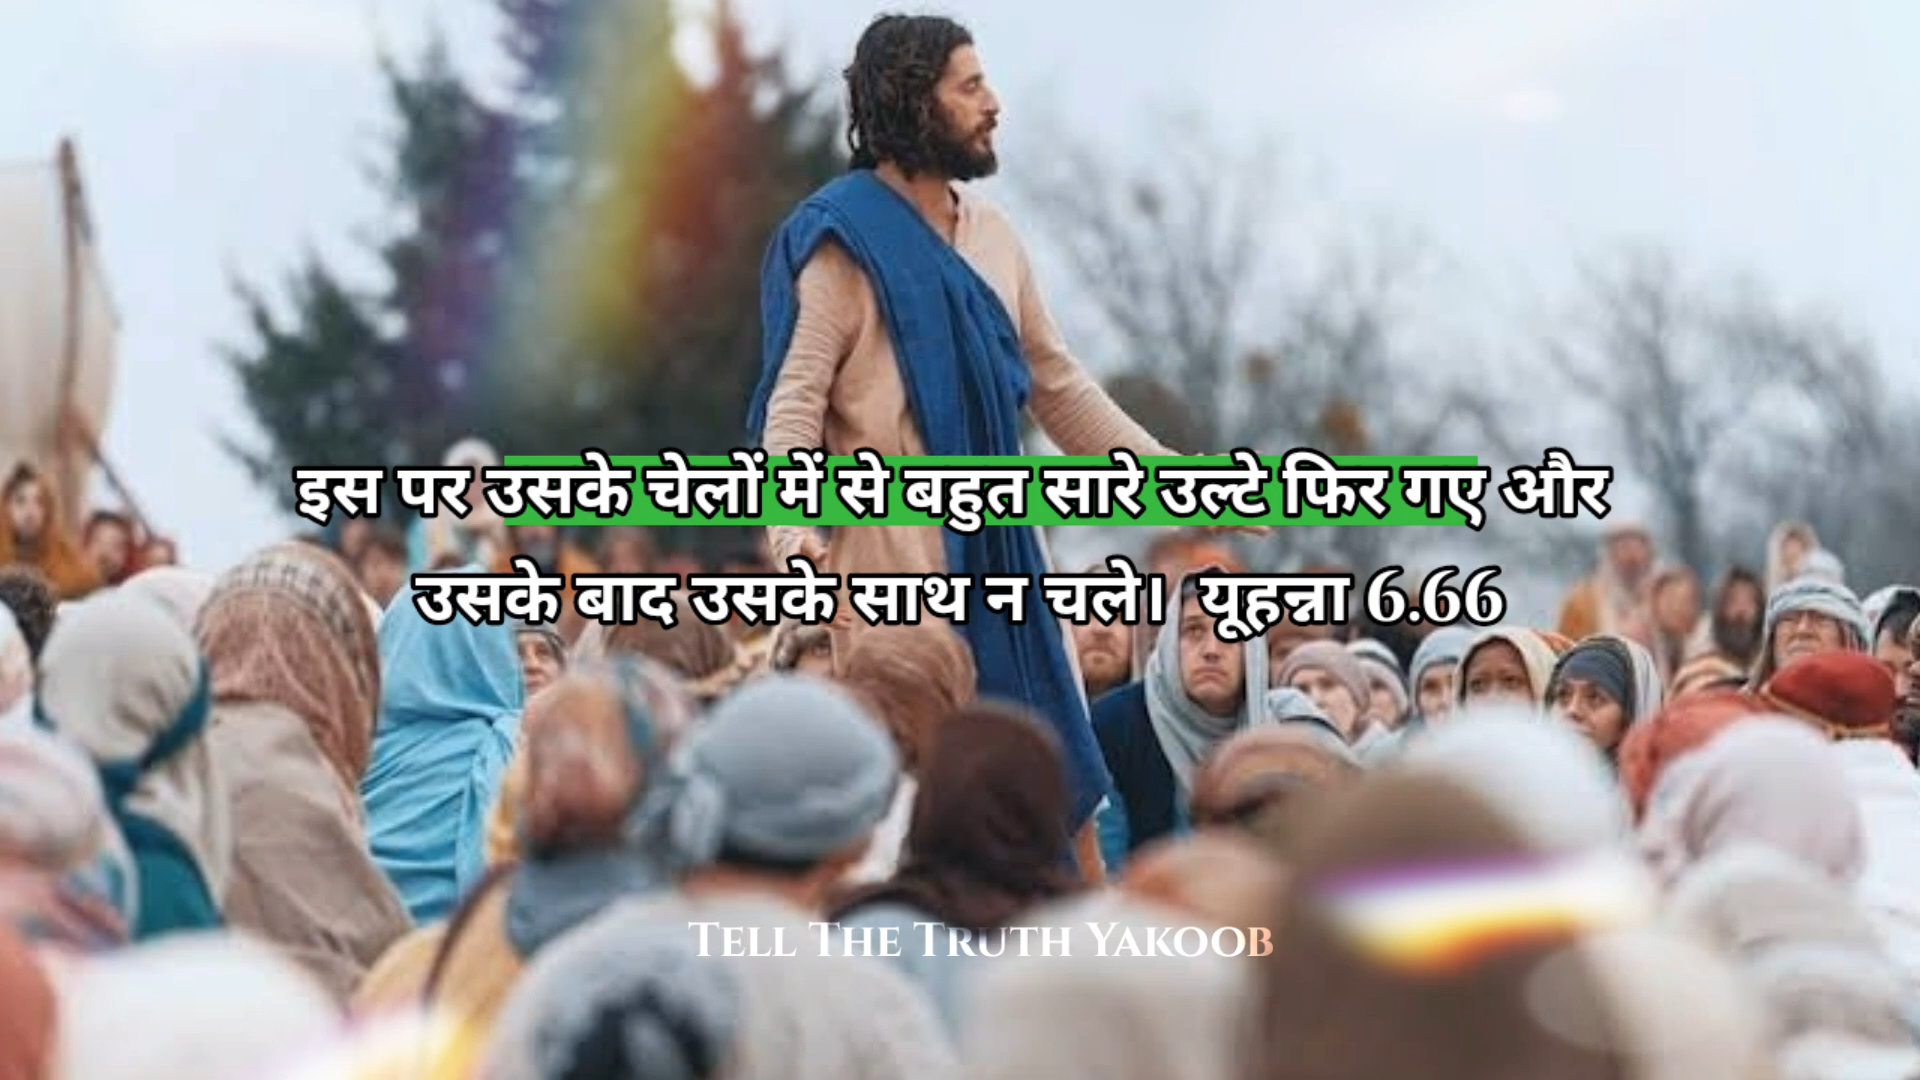 इस पर उसके चेलों में से बहुत सारे उल्टे फिर गए और
उसके बाद उसके साथ न चले। यूहन्ना 6.66
Tell The Truth Yakoob